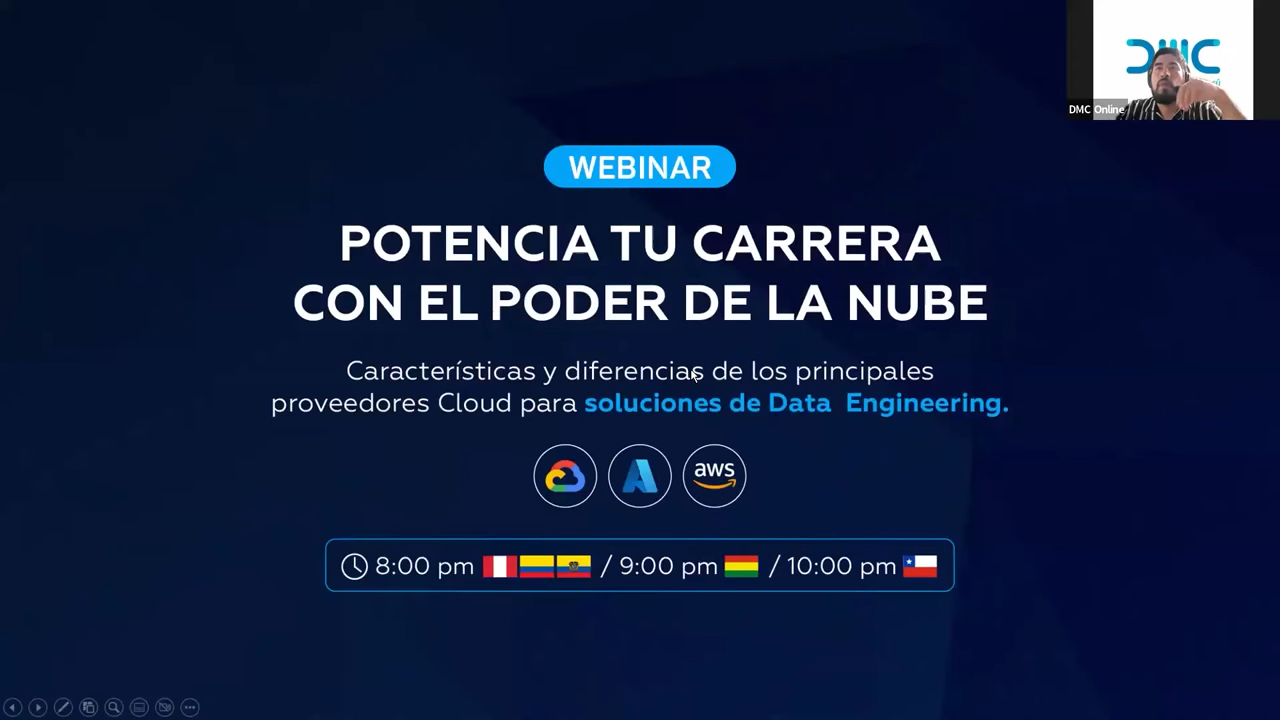 DMC
DMC Online
WEBINAR
POTENCIA TU CARRERA
CON EL PODER DE LA NUBE
Características y diferencias de los principales
proveedores Cloud para soluciones de Data Engineering.
aws
8:00 pm / 9:00 pm / 10:00 pm